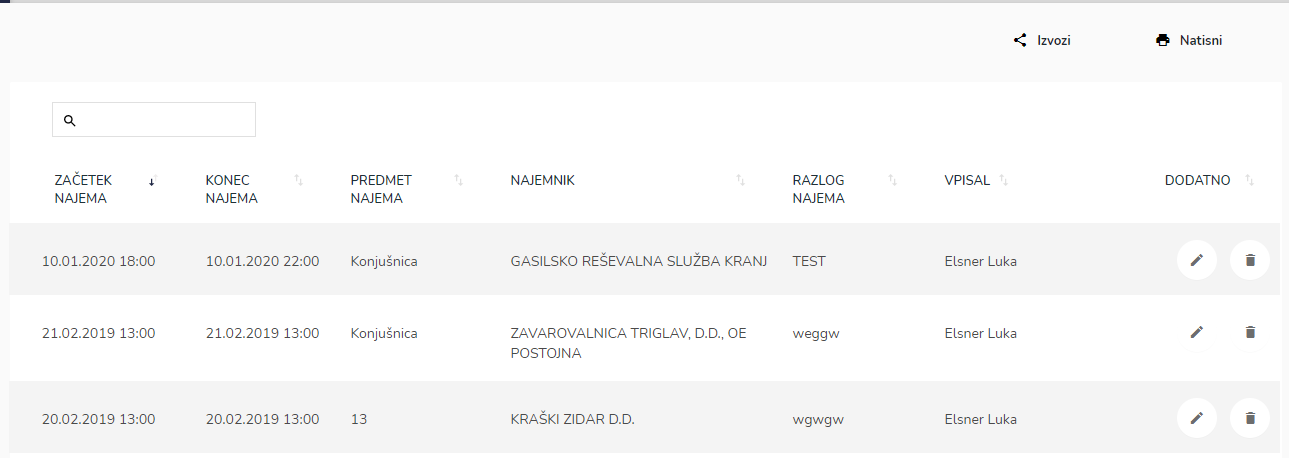 Izvozi Natisni
ZAČETEK NAJEMA KONEC NAJEMA PREDMET NAJEMA NAJEMNIK RAZLOG NAJEMA VPISAL DODATNO
10.01.2020 18:00 10.01.2020 22:00 Konjušnica GASILSKO REŠEVALNA SLUŽBA KRANJ TEST Elsner Luka
21.02.2019 13:00 21.02.2019 13:00 Konjušnica ZAVAROVALNICA TRIGLAV, D.D., OE POSTOJNA weggw Elsner Luka
20.02.2019 13:00 20.02.2019 13:00 13 KRAŠKI ZIDAR D.D. wgwgw Elsner Luka